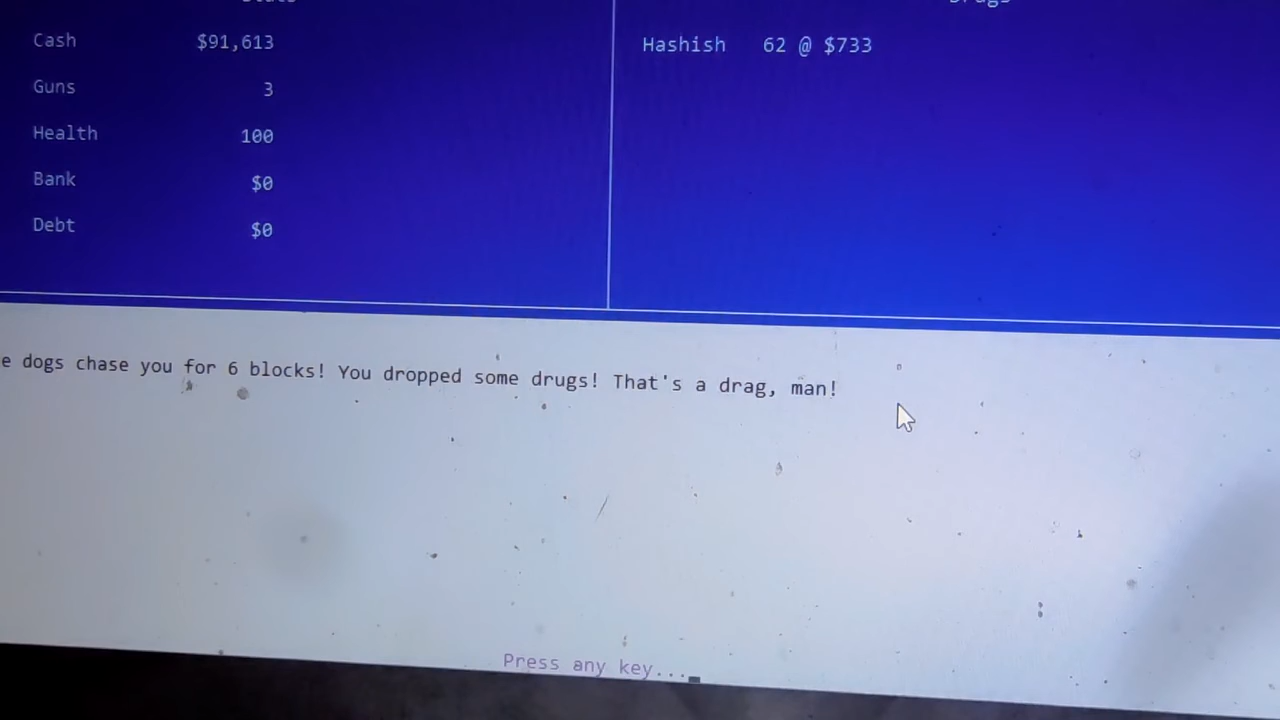 Cash $91,613
Hashish 62 @ $733
Guns 3
Health 100
Bank $0
Debt $0
e dogs chase you for 6 blocks! You dropped some drugs! That's a drag, man!
Press any key...